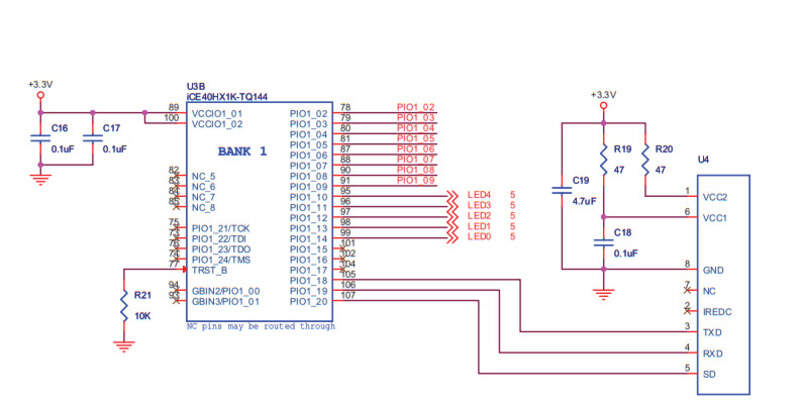 +3.3V
C16
0.1uF
C17
0.1uF
U3B
iCE40HX1K-TQ144
BANK 1
89 VCCIO1_01
100 VCCIO1_02
82 NC_5
83 NC_6
84 NC_7
85 NC_8
75 PIO1_21/TCK
PIO1_22/TDI
76 PIO1_23/TDO
74 PIO1_24/TMS
77 TRST_B
94 GBIN2/PIO1_00
93 GBIN3/PIO1_01
R21
10K
PIO1_02 78 PIO1_02
PIO1_03 79 PIO1_03
PIO1_04 80 PIO1_04
PIO1_05 81 PIO1_05
PIO1_06 87 PIO1_06
PIO1_07 88 PIO1_07
PIO1_08 90 PIO1_08
PIO1_09 91 PIO1_09
PIO1_10 95 LED4 5
PIO1_11 96 LED3 5
PIO1_12 97 LED2 5
PIO1_13 98 LED1 5
PIO1_14 99 LED0 5
PIO1_15 101
PIO1_16 102
PIO1_17 104
PIO1_18 105
PIO1_19 106
PIO1_20 107
NC pins may be routed through
+3.3V
R19
47
R20
47
C19
4.7uF
C18
0.1uF
U4
1 VCC2
6 VCC1
8 GND
7 NC
2 IREDC
3 TXD
4 RXD
5 SD